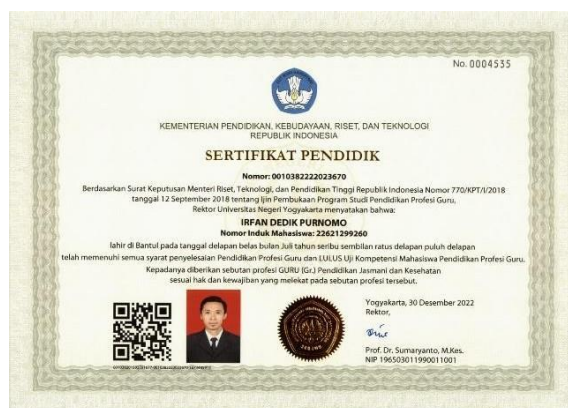 No. 0004535
KEMENTERIAN PENDIDIKAN, KEBUDAYAAN, RISET, DAN TEKNOLOGI
REPUBLIK INDONESIA
SERTIFIKAT PENDIDIK
Nomor: 0010382222023670
Berdasarkan Surat Keputusan Menteri Riset, Teknologi, dan Pendidikan Tinggi Republik Indonesia Nomor 770/KPT/I/2018
tanggal 12 September 2018 tentang Ijin Pembukaan Program Studi Pendidikan Profesi Guru,
Rektor Universitas Negeri Yogyakarta menyatakan bahwa:
IRFAN DEDIK PURNOMO
Nomor Induk Mahasiswa: 22621299260
lahir di Bantul pada tanggal delapan belas bulan Juli tahun seribu sembilan ratus delapan puluh delapan
telah memenuhi semua syarat penyelesaian Pendidikan Profesi Guru dan LULUS Uji Kompetensi Mahasiswa Pendidikan Profesi Guru.
Kepadanya diberikan sebutan profesi GURU (Gr.) Pendidikan Jasmani dan Kesehatan
sesuai hak dan kewajiban yang melekat pada sebutan profesi tersebut.
Yogyakarta, 30 Desember 2022
Rektor,
Prof. Dr. Sumaryanto, M.Kes.
NIP 196503011990011001